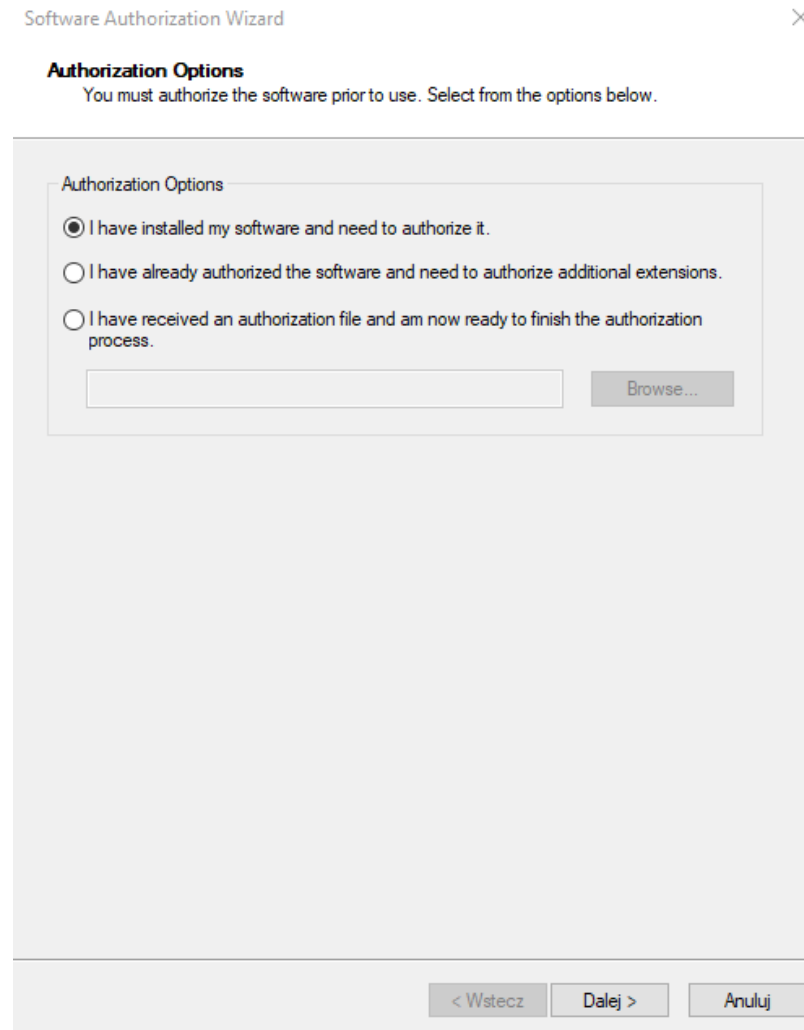 Software Authorization Wizard
Authorization Options
You must authorize the software prior to use. Select from the options below.
Authorization Options
I have installed my software and need to authorize it.
I have already authorized the software and need to authorize additional extensions.
I have received an authorization file and am now ready to finish the authorization
process.
Browse...
< Wstecz
Dalej >
Anuluj